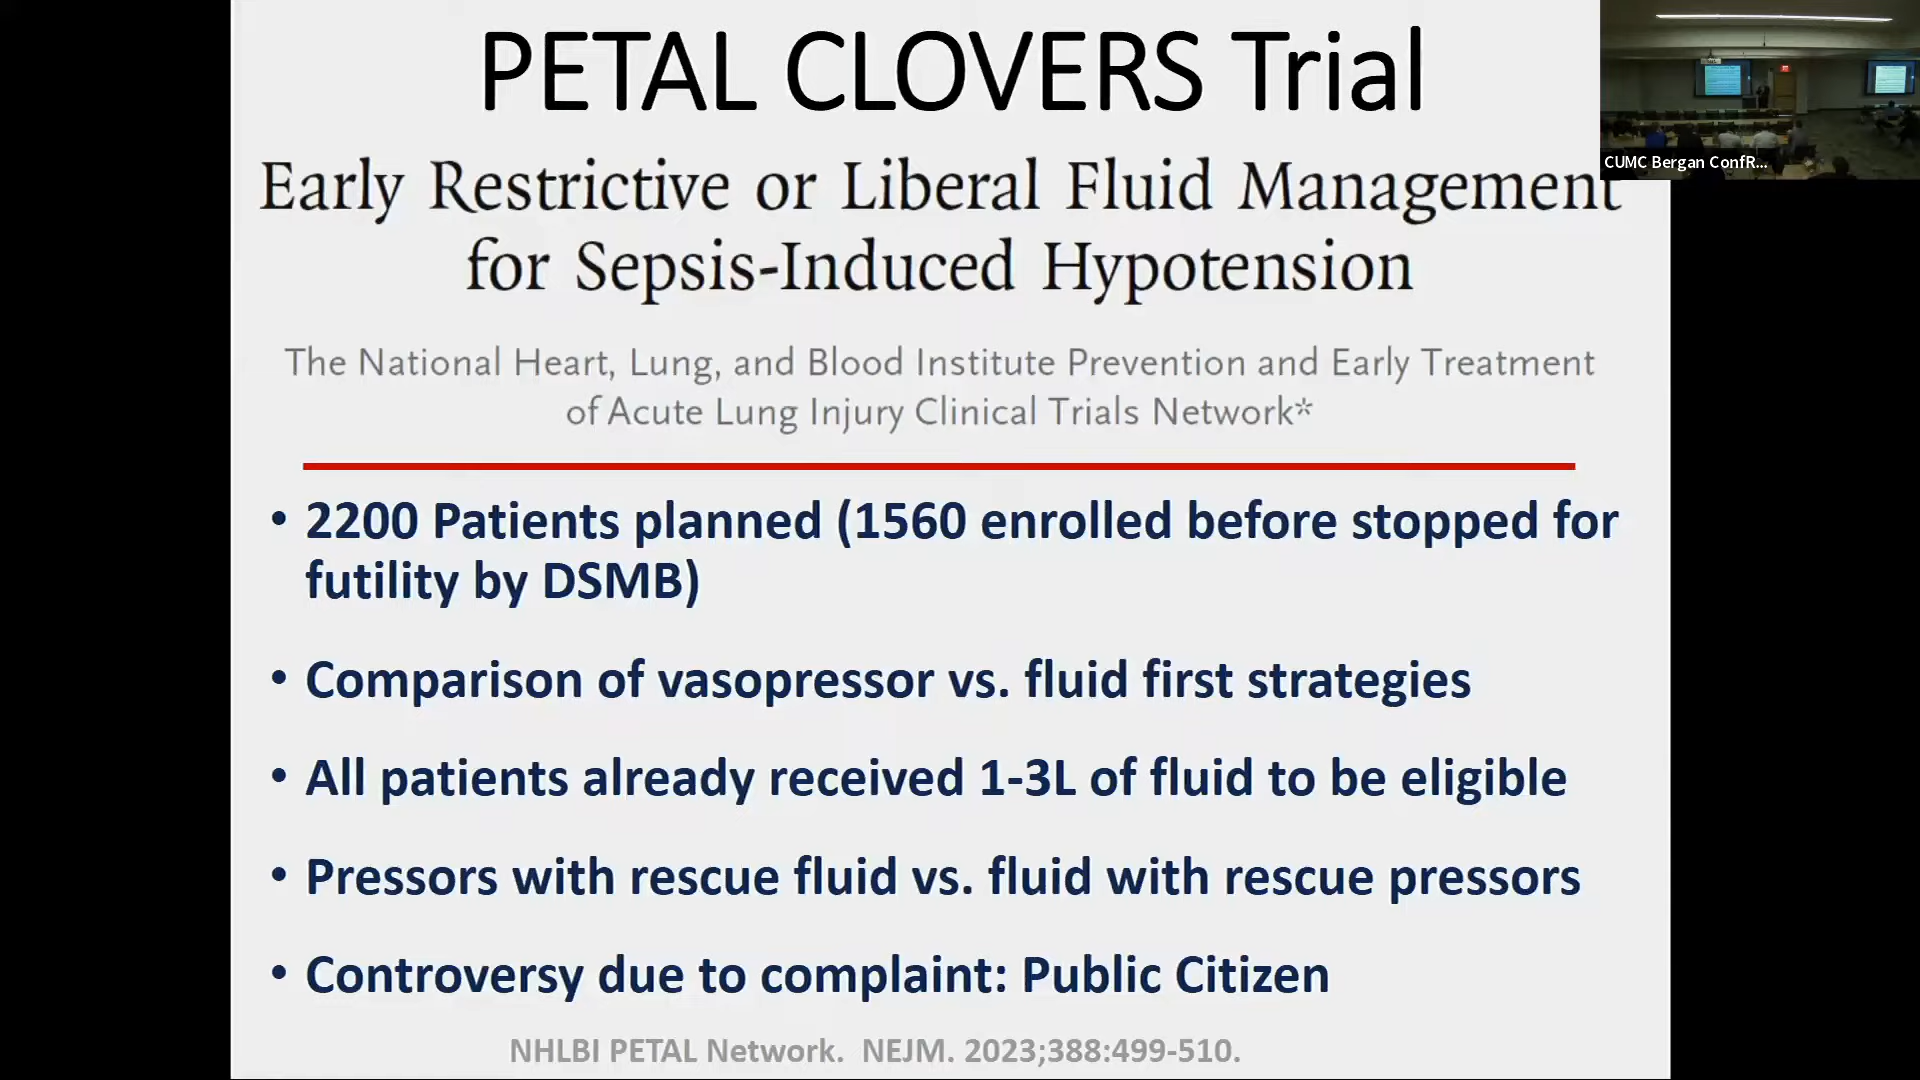 PETAL CLOVERS Trial
Early Restrictive or Liberal Fluid Management
for Sepsis-Induced Hypotension
The National Heart, Lung, and Blood Institute Prevention and Early Treatment
of Acute Lung Injury Clinical Trials Network*
• 2200 Patients planned (1560 enrolled before stopped for
futility by DSMB)
• Comparison of vasopressor vs. fluid first strategies
• All patients already received 1-3L of fluid to be eligible
• Pressors with rescue fluid vs. fluid with rescue pressors
• Controversy due to complaint: Public Citizen
NHLBI PETAL Network. NEJM. 2023;388:499-510.
CUMC Bergan ConfR...